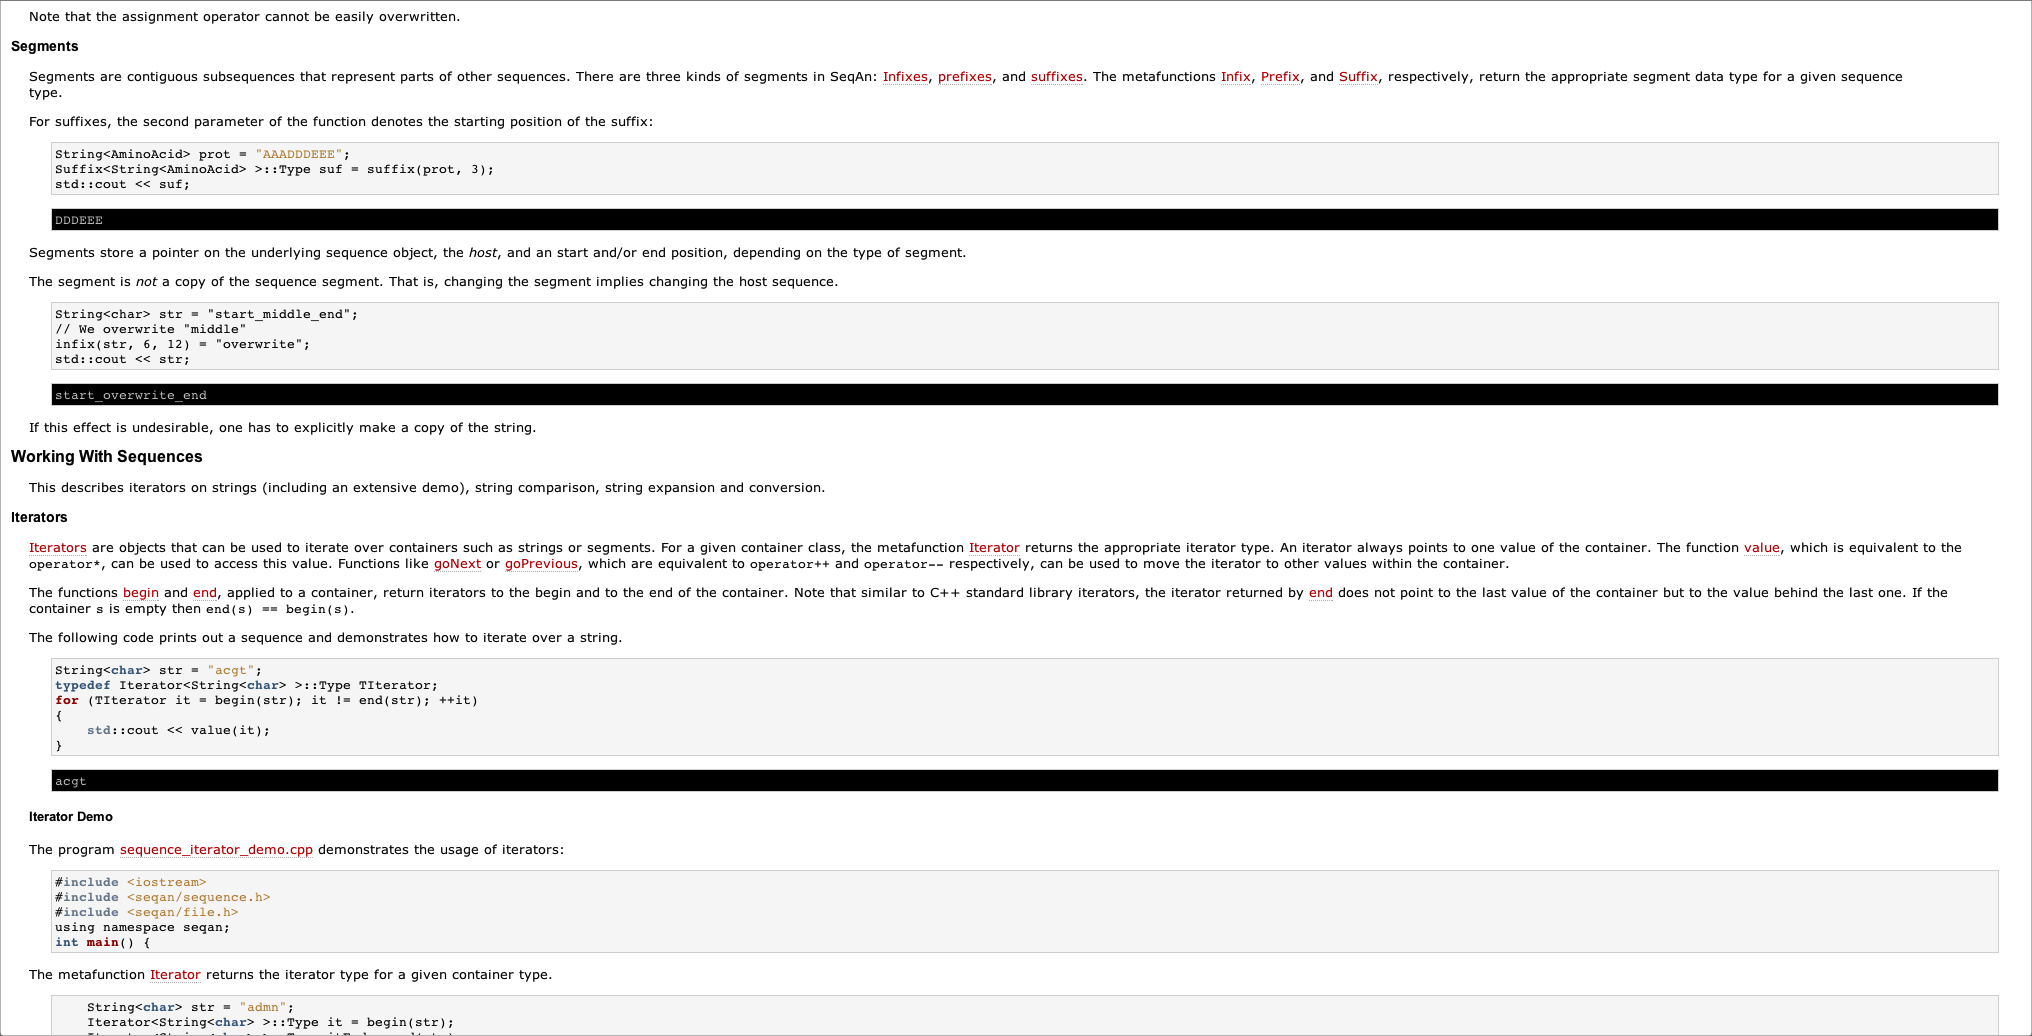 Note that the assignment operator cannot be easily overwritten.
Segments
Segments are contiguous subsequences that represent parts of other sequences. There are three kinds of segments in SeqAn: Infixes, prefixes, and suffixes. The metafunctions Infix, Prefix, and Suffix, respectively, return the appropriate segment data type for a given sequence
type.
For suffixes, the second parameter of the function denotes the starting position of the suffix:
String<AminoAcid> prot = "AAADDDEEE";
Suffix<String<AminoAcid> >::Type suf = suffix(prot, 3);
std::cout << suf;
DDDEEE
Segments store a pointer on the underlying sequence object, the host, and an start and/or end position, depending on the type of segment.
The segment is not a copy of the sequence segment. That is, changing the segment implies changing the host sequence.
String<char> str = "start_middle_end";
// We overwrite "middle"
infix(str, 6, 12) = "overwrite";
std::cout << str;
start_overwrite_end
If this effect is undesirable, one has to explicitly make a copy of the string.
Working With Sequences
This describes iterators on strings (including an extensive demo), string comparison, string expansion and conversion.
Iterators
Iterators are objects that can be used to iterate over containers such as strings or segments. For a given container class, the metafunction Iterator returns the appropriate iterator type. An iterator always points to one value of the container. The function value, which is equivalent to the
operator*, can be used to access this value. Functions like goNext or goPrevious, which are equivalent to operator++ and operator-- respectively, can be used to move the iterator to other values within the container.
The functions begin and end, applied to a container, return iterators to the begin and to the end of the container. Note that similar to C++ standard library iterators, the iterator returned by end does not point to the last value of the container but to the value behind the last one. If the
container s is empty then end(s) == begin(s).
The following code prints out a sequence and demonstrates how to iterate over a string.
String<char> str = "acgt";
typedef Iterator<String<char> >::Type TIterator;
for (TIterator it = begin(str); it != end(str); ++it)
{
    std::cout << value(it);
}
acgt
Iterator Demo
The program sequence_iterator_demo.cpp demonstrates the usage of iterators:
#include <iostream>
#include <seqan/sequence.h>
#include <seqan/file.h>
using namespace seqan;
int main() {
The metafunction Iterator returns the iterator type for a given container type.
    String<char> str = "admn";
    Iterator<String<char> >::Type it = begin(str);